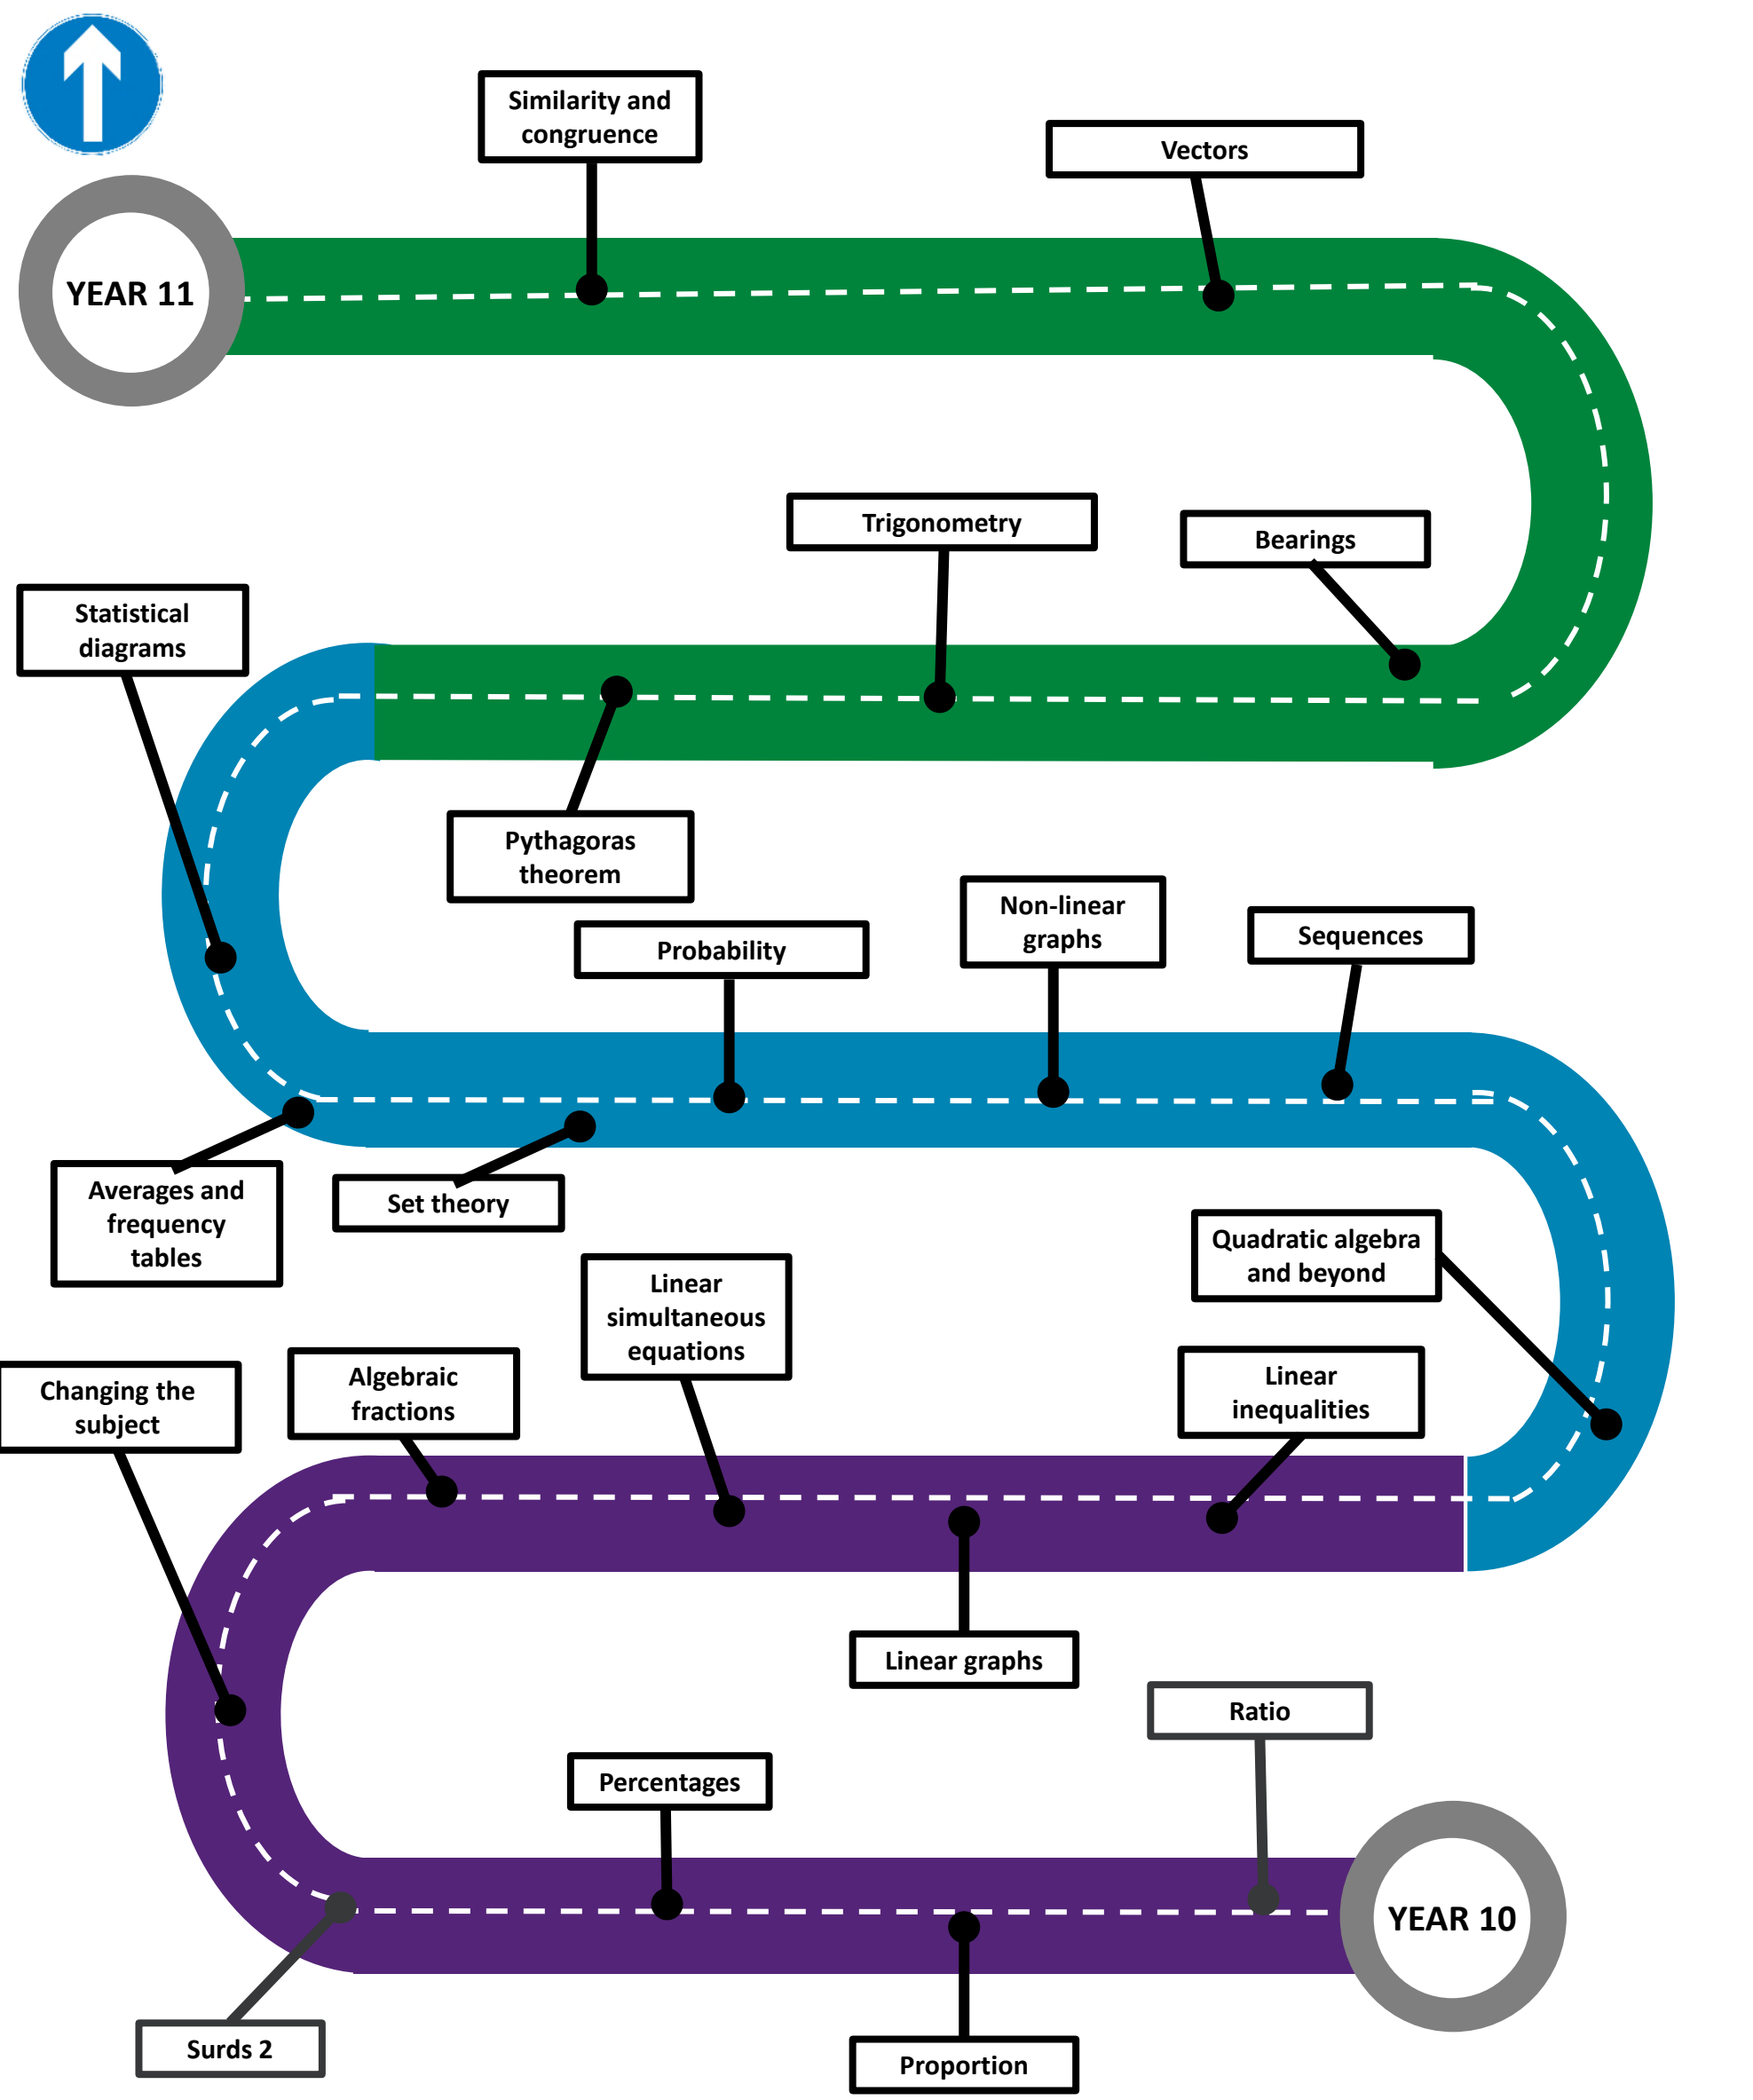 Similarity and
congruence
Vectors
YEAR 11
Trigonometry
Bearings
Statistical
diagrams
Pythagoras
theorem
Non-linear
graphs
Sequences
Probability
Averages and
frequency
tables
Set theory
Quadratic algebra
and beyond
Linear
simultaneous
equations
Changing the
subject
Algebraic
fractions
Linear
inequalities
Linear graphs
Ratio
Percentages
YEAR 10
Surds 2
Proportion